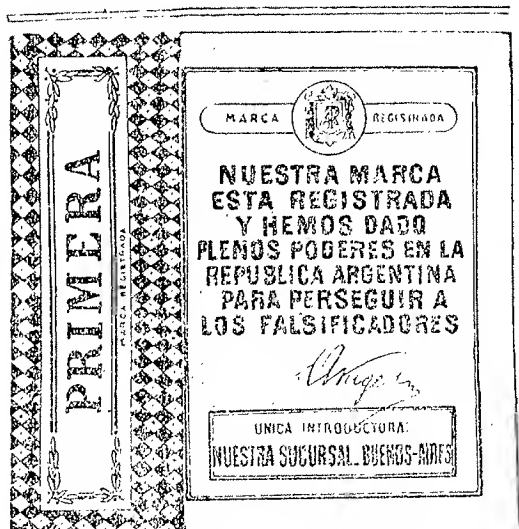 PRIMERA
MARCA REGISTRADA
MARCA REGISTRADA
NUESTRA MARCA
ESTA REGISTRADA
Y HEMOS DADO
PLENOS PODERES EN LA
REPUBLICA ARGENTINA
PARA PERSEGUIR A
LOS FALSIFICADORES
UNICA INTRODUCTORA:
NUESTRA SUCURSAL. BUENOS-AIRES